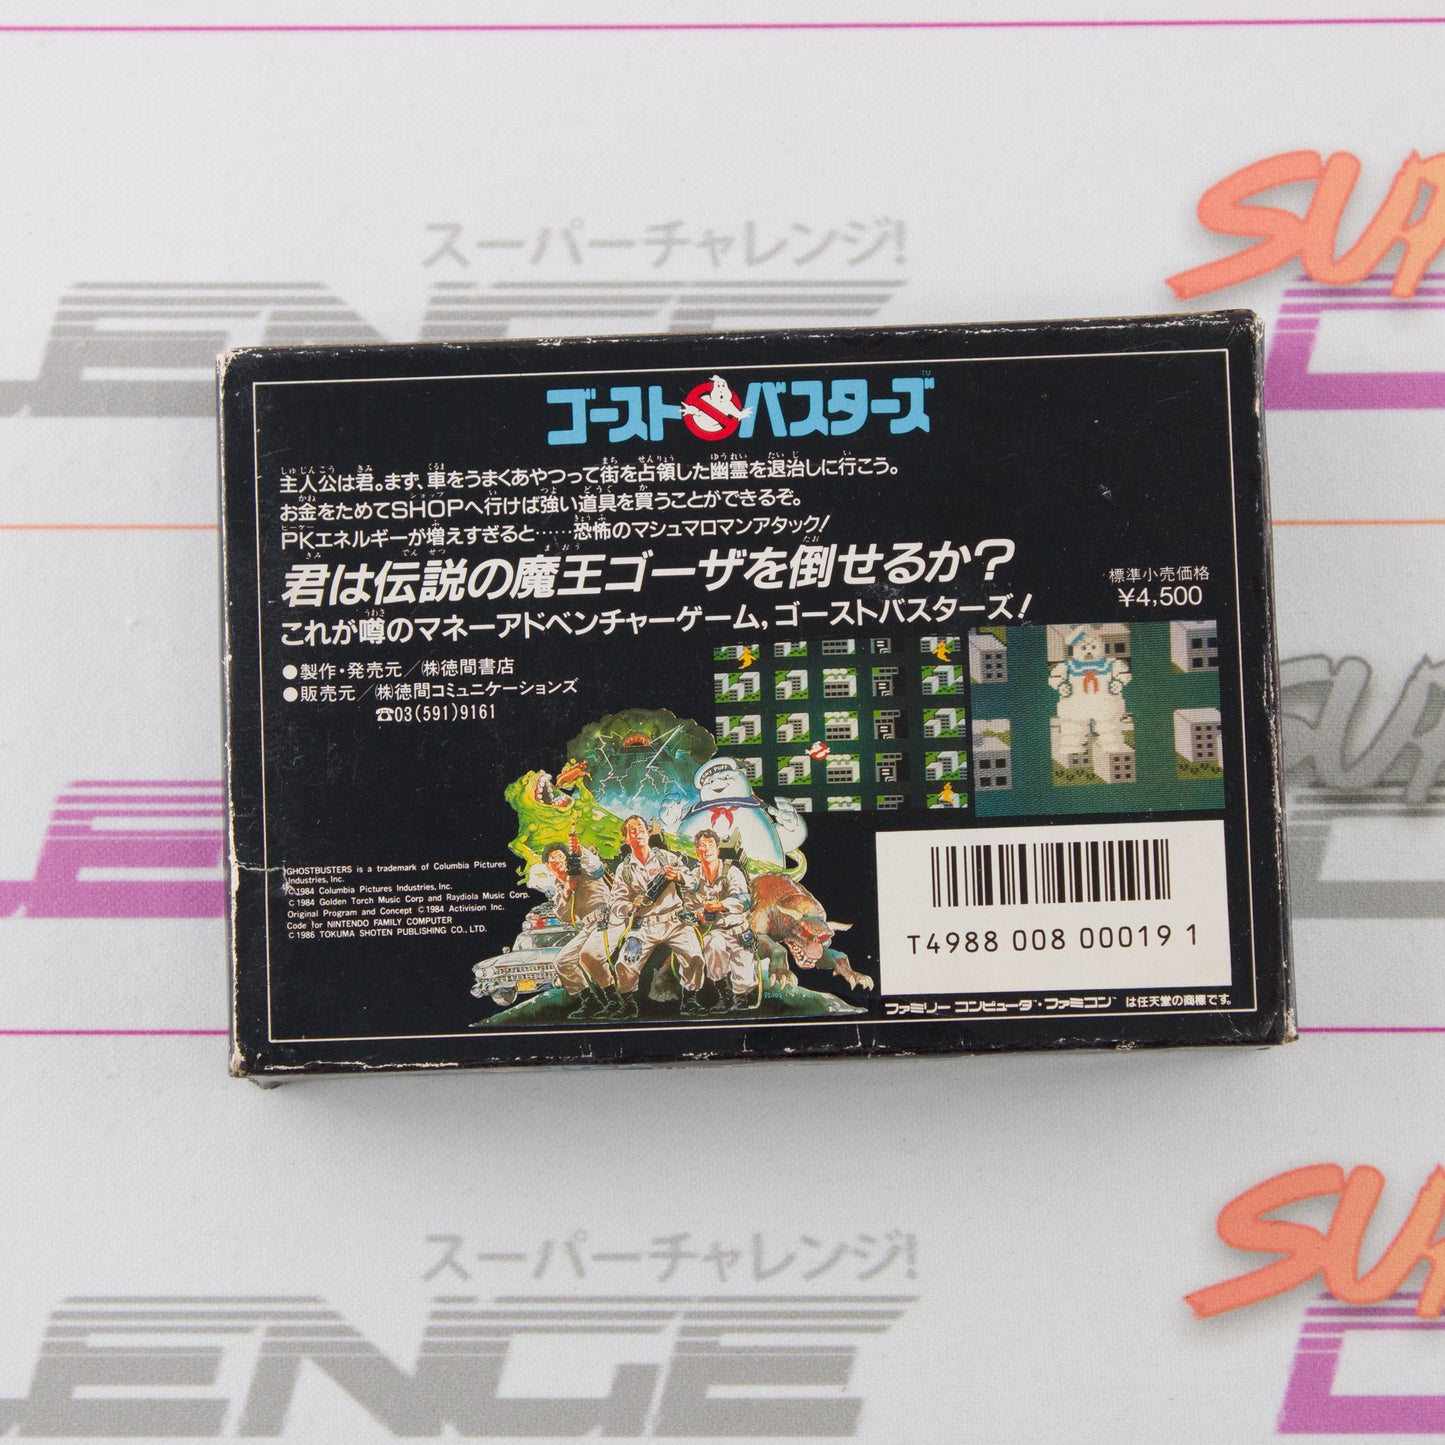 スーパーチャレンジ!
SUP
ENGE
ゴーストバスターズ™
主人公は君。まず、車をうまくあやつって街を占領した幽霊を退治しに行こう。
お金をためてSHOPへ行けば強い道具を買うことができるぞ。
PKエネルギーが増えすぎると……恐怖のマシュマロマンアタック!
君は伝説の魔王ゴーザを倒せるか?
これが噂のマネーアドベンチャーゲーム,ゴーストバスターズ!
標準小売価格
¥4,500
●製作・発売元/㈱徳間書店
●販売元/㈱徳間コミュニケーションズ
☎03(591)9161
GHOSTBUSTERS is a trademark of Columbia Pictures
Industries, Inc.
©1984 Columbia Pictures Industries, Inc.
©1984 Golden Torch Music Corp and Raydiola Music Corp.
Original Program and Concept ©1984 Activision Inc.
Code for NINTENDO FAMILY COMPUTER
©1986 TOKUMA SHOTEN PUBLISHING CO., LTD.
T4988 008 00019 1
ファミリーコンピュータ・ファミコン は任天堂の商標です。
スーパーチャレンジ!
SUP
ENGE